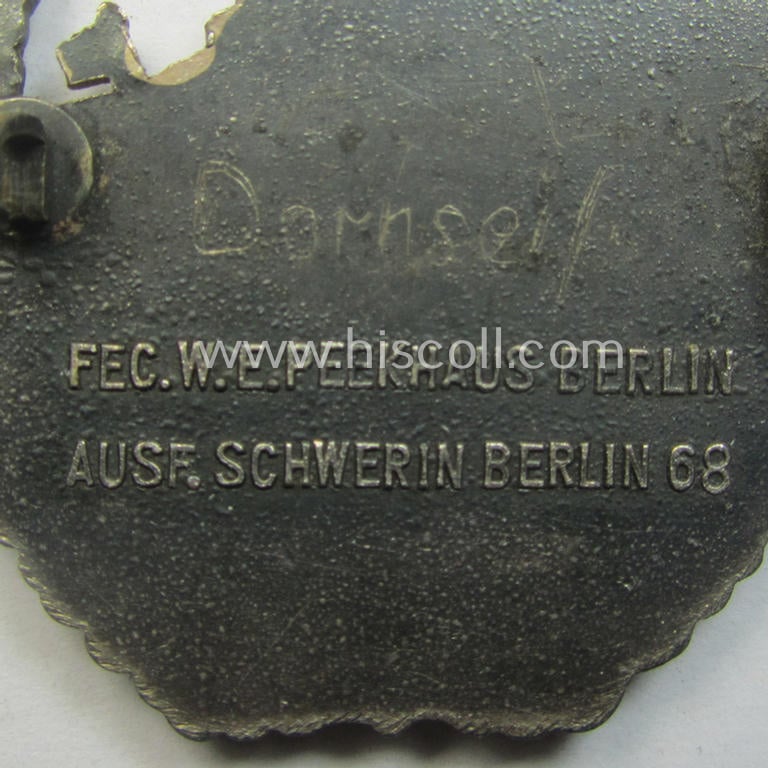 Dornseif
www.hiscoll.com
FEC. W. E. PEEKHAUS BERLIN
AUSF. SCHWERIN BERLIN 68